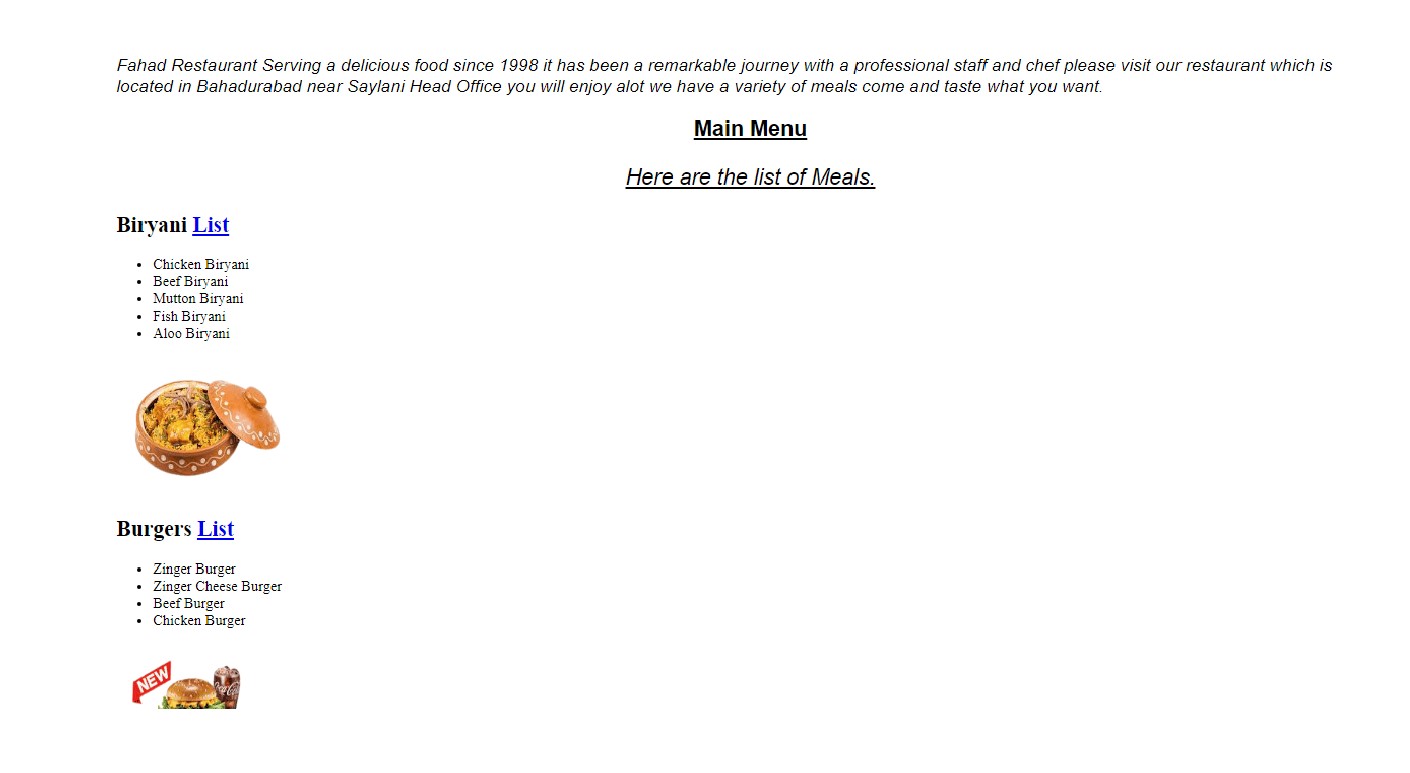 Fahad Restaurant Serving a delicious food since 1998 it has been a remarkable journey with a professional staff and chef please visit our restaurant which is
located in Bahadurabad near Saylani Head Office you will enjoy alot we have a variety of meals come and taste what you want.
Main Menu
Here are the list of Meals.
Biryani List
Chicken Biryani
Beef Biryani
Mutton Biryani
Fish Biryani
Aloo Biryani
Burgers List
Zinger Burger
Zinger Cheese Burger
Beef Burger
Chicken Burger
NEW
Coca-Cola